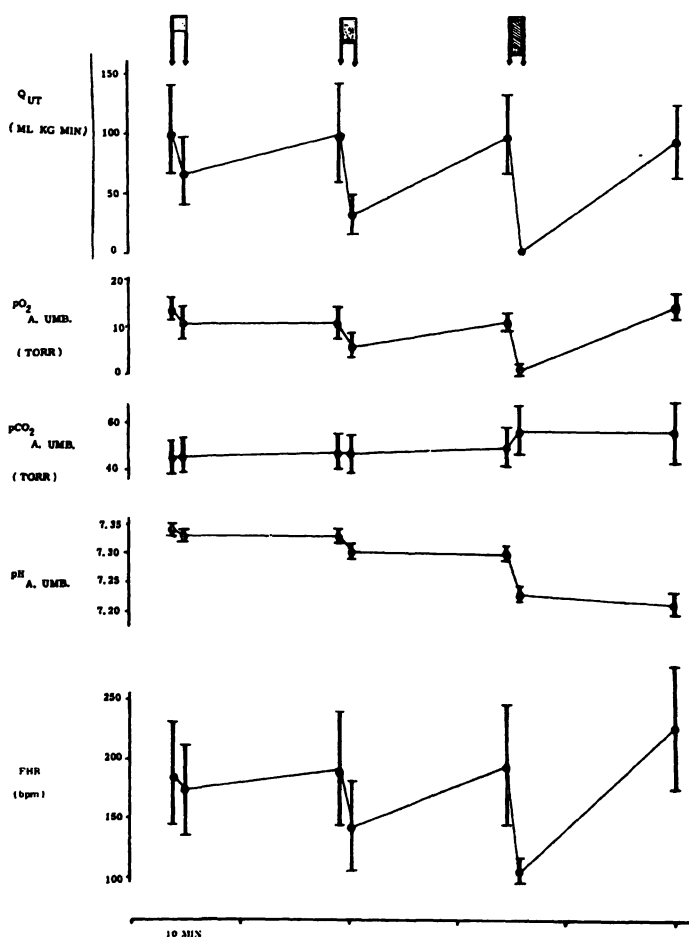 150
Q UT
(ML KG MIN)
100
50
0
20
pO2
A. UMB.
10
(TORR)
0
pCO2
60
A. UMB.
(TORR)
40
7.35
7.30
pH
A. UMB.
7.25
7.20
250
200
FHR
(bpm)
150
100
10 MIN